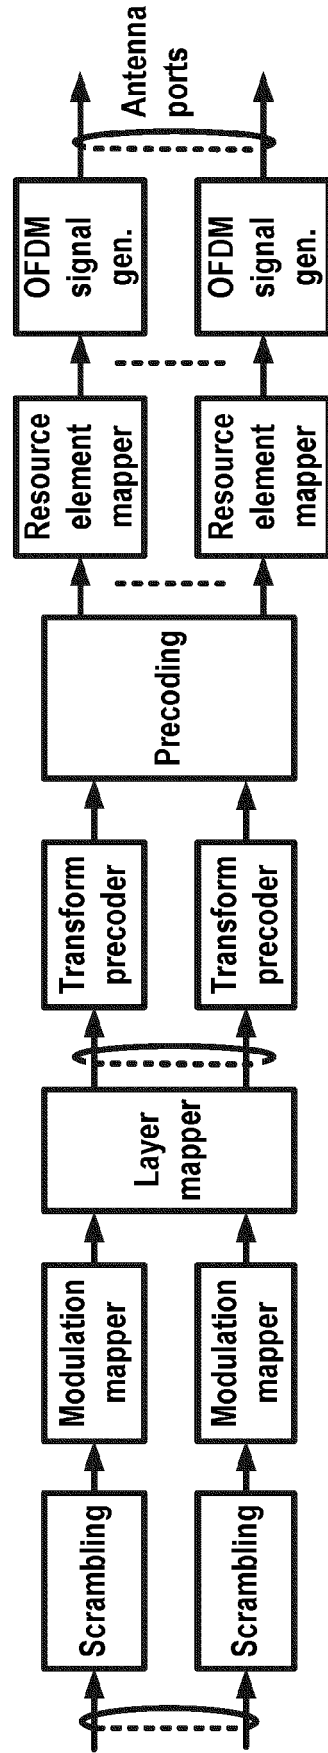 Scrambling
Scrambling
Modulation
mapper
Modulation
mapper
Layer
mapper
Transform
precoder
Transform
precoder
Precoding
Resource
element
mapper
Resource
element
mapper
OFDM
signal
gen.
OFDM
signal
gen.
Antenna
ports